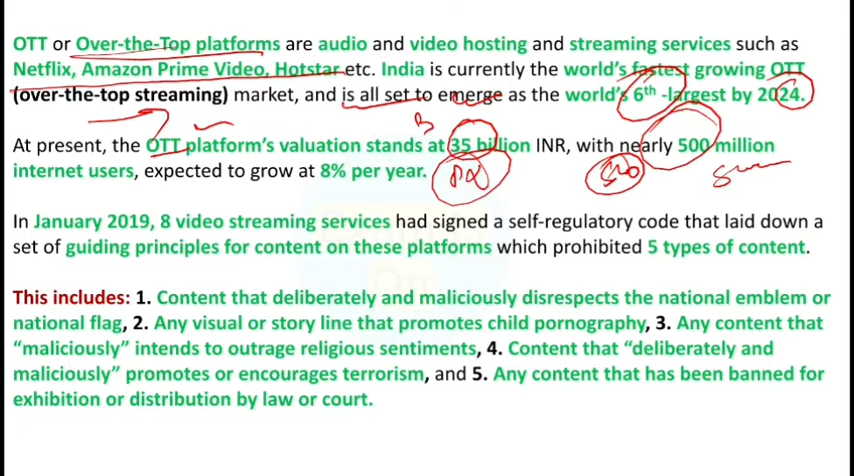 OTT or Over-the-Top platforms are audio and video hosting and streaming services such as
Netflix, Amazon Prime Video, Hotstar etc. India is currently the world's fastest growing OTT
(over-the-top streaming) market, and is all set to emerge as the world's 6th -largest by 2024.
At present, the OTT platform's valuation stands at 35 billion INR, with nearly 500 million
internet users, expected to grow at 8% per year.
In January 2019, 8 video streaming services had signed a self-regulatory code that laid down a
set of guiding principles for content on these platforms which prohibited 5 types of content.
This includes: 1. Content that deliberately and maliciously disrespects the national emblem or
national flag, 2. Any visual or story line that promotes child pornography, 3. Any content that
"maliciously" intends to outrage religious sentiments, 4. Content that "deliberately and
maliciously" promotes or encourages terrorism, and 5. Any content that has been banned for
exhibition or distribution by law or court.